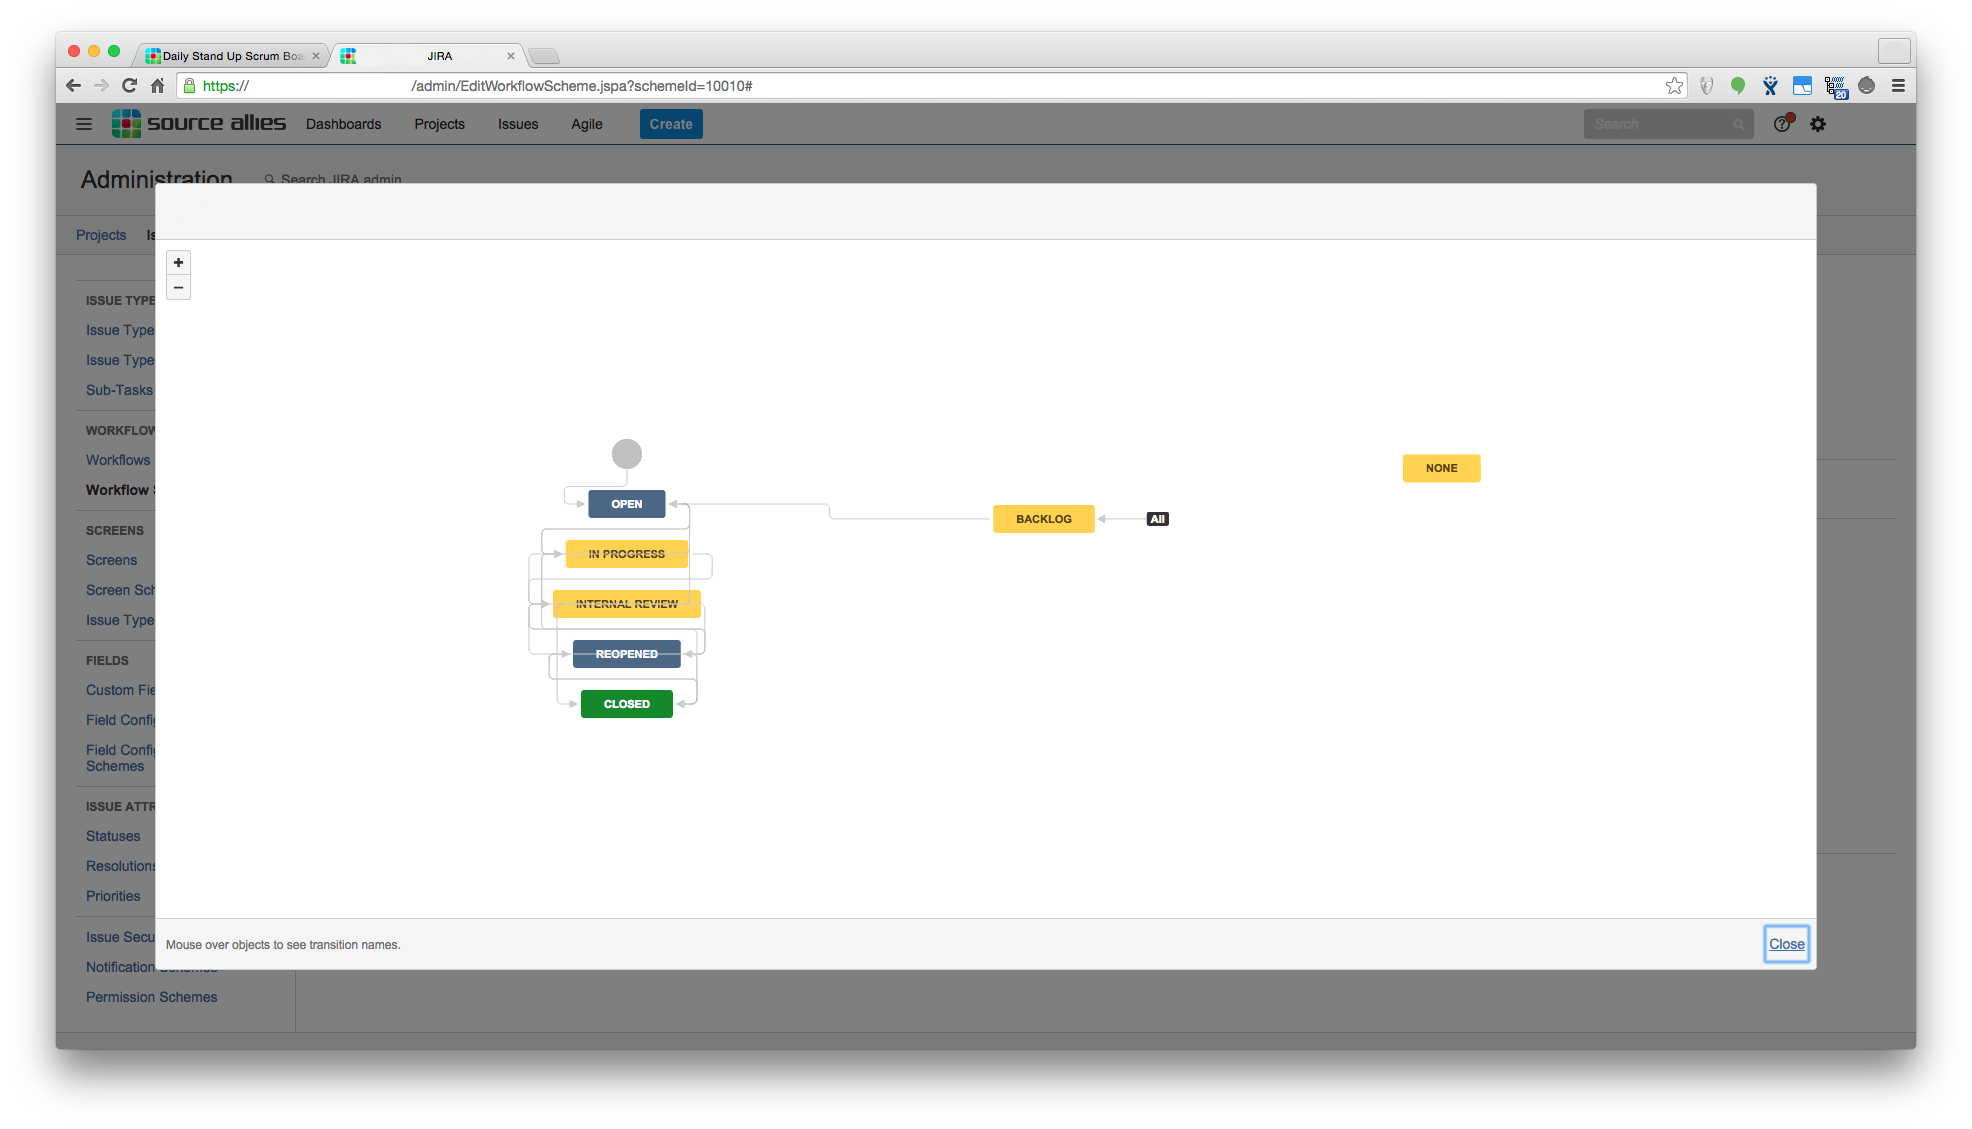 Daily Stand Up Scrum Boa
JIRA
https:// /admin/EditWorkflowScheme.jspa?schemeId=10010#
20
source allies Dashboards Projects Issues Agile Create Search
Administration Search JIRA admin
Projects Is
ISSUE TYPE
Issue Type
Issue Type
Sub-Tasks
WORKFLOW
Workflows
Workflow S
SCREENS
Screens
Screen Sch
Issue Type
FIELDS
Custom Fie
Field Config
Field Config
Schemes
ISSUE ATTR
Statuses
Resolutions
Priorities
Issue Secu
Notification Schemes
Permission Schemes
+
−
OPEN
IN PROGRESS
INTERNAL REVIEW
REOPENED
CLOSED
BACKLOG
All
NONE
Mouse over objects to see transition names.
Close